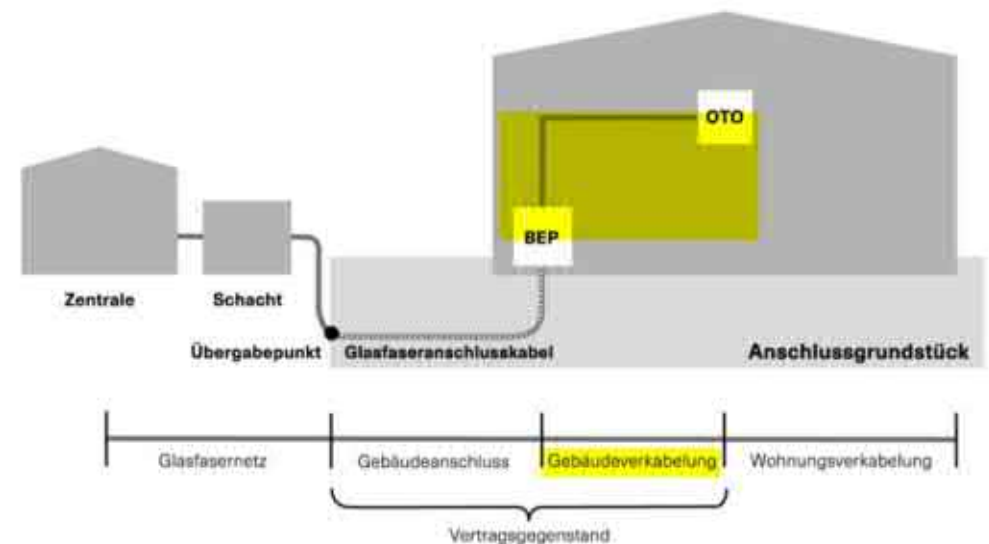 OTO
BEP
Zentrale
Schacht
Übergabepunkt
Glasfaseranschlusskabel
Anschlussgrundstück
Glasfasernetz
Gebäudeanschluss
Gebäudeverkabelung
Wohnungsverkabelung
Vertragsgegenstand